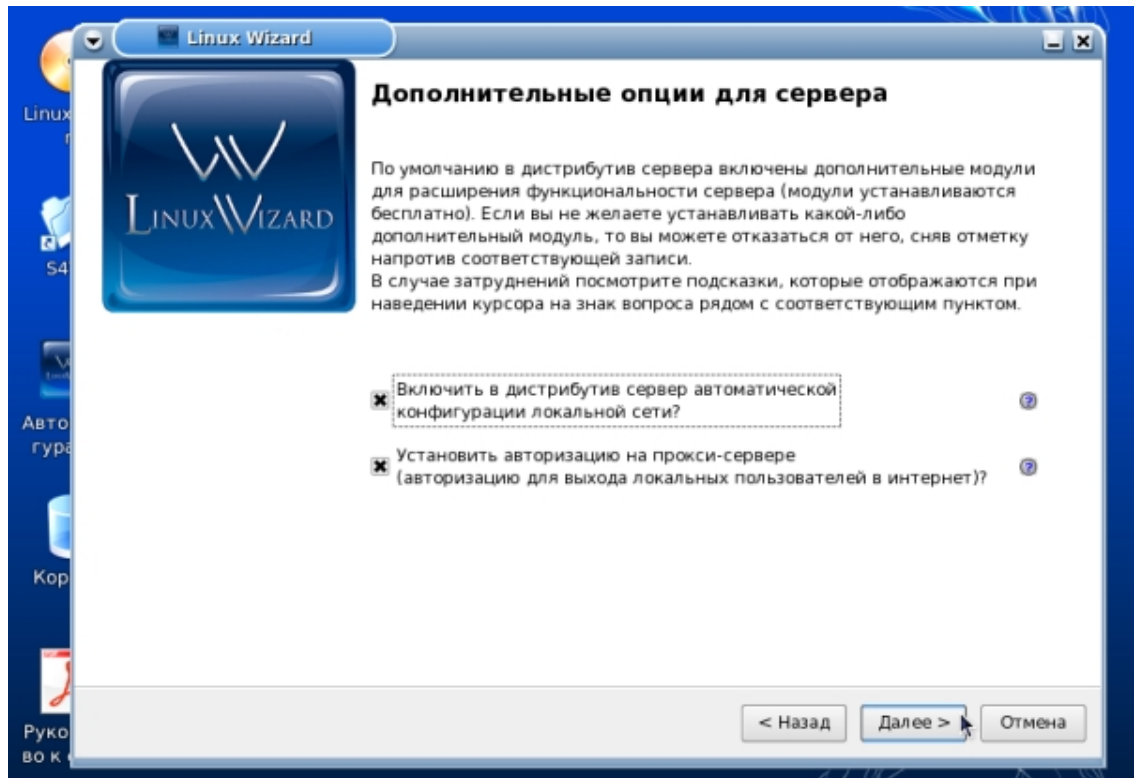 Linux Wizard
Дополнительные опции для сервера
LINUX WIZARD
По умолчанию в дистрибутив сервера включены дополнительные модули
для расширения функциональности сервера (модули устанавливаются
бесплатно). Если вы не желаете устанавливать какой-либо
дополнительный модуль, то вы можете отказаться от него, сняв отметку
напротив соответствующей записи.
В случае затруднений посмотрите подсказки, которые отображаются при
наведении курсора на знак вопроса рядом с соответствующим пунктом.
Включить в дистрибутив сервер автоматической
конфигурации локальной сети?
Установить авторизацию на прокси-сервере
(авторизацию для выхода локальных пользователей в интернет)?
< Назад
Далее >
Отмена
Linux
S4
Авто
гура
Кор
Руко
во к